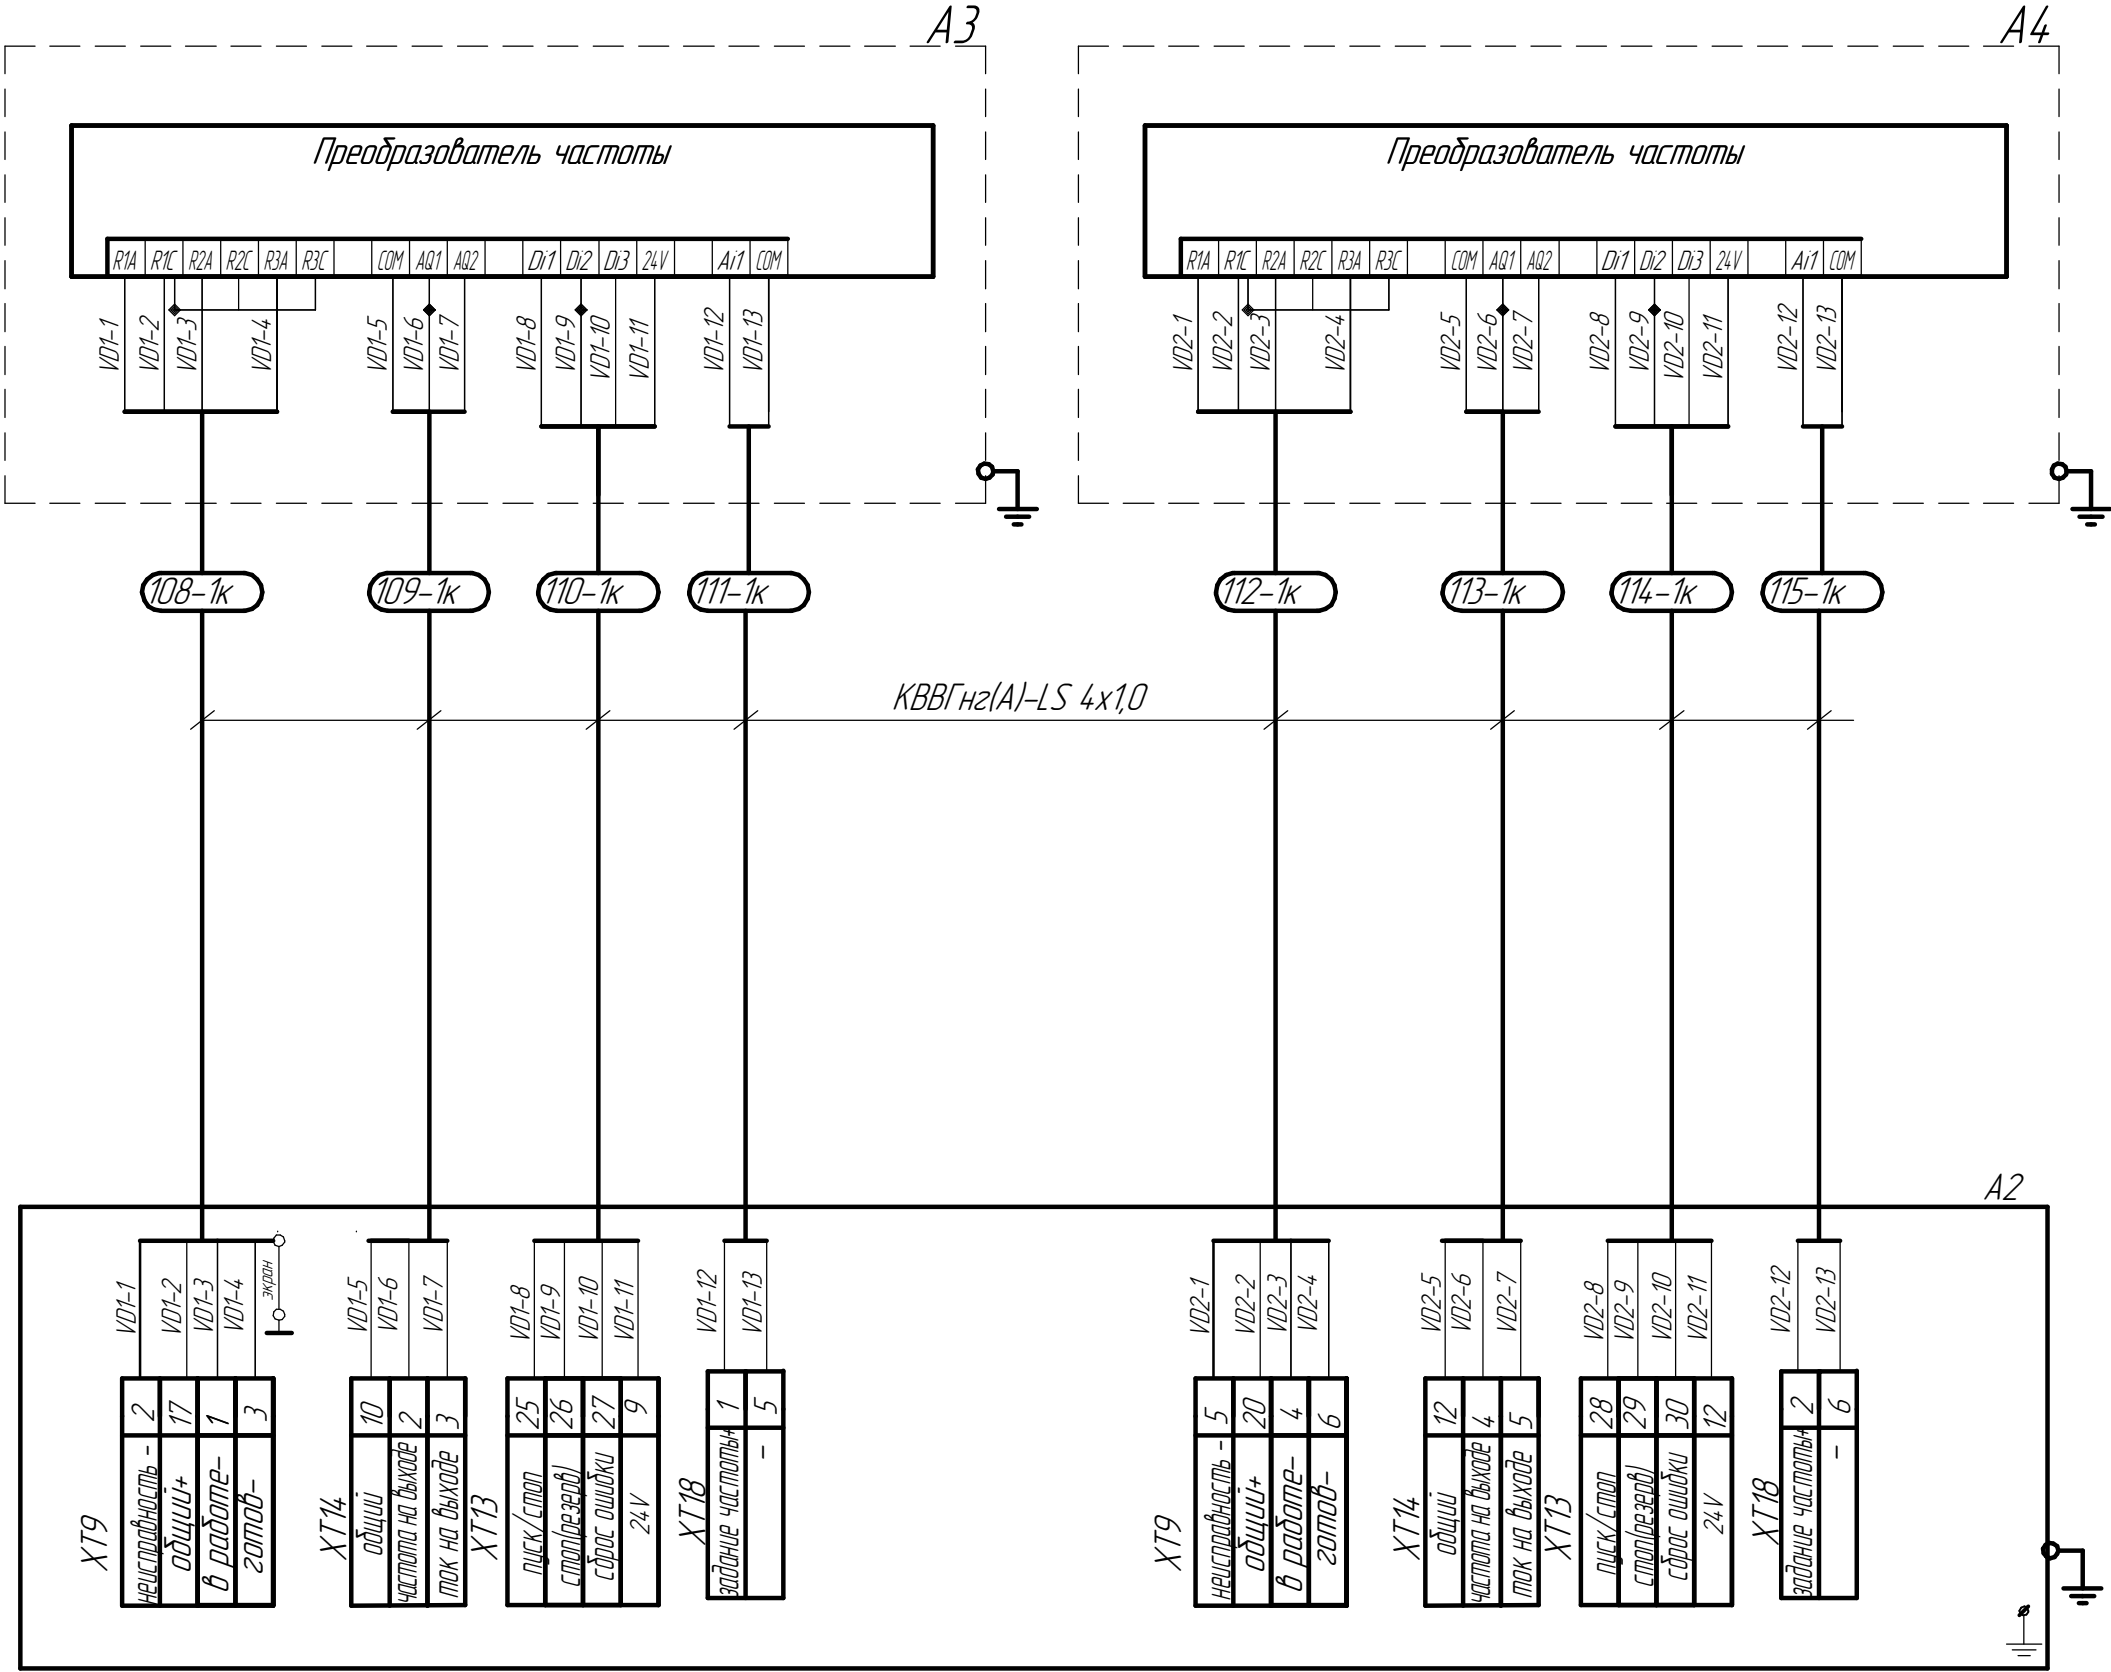 А3
А4
Преобразователь частоты
Преобразователь частоты
R1A R1C R2A R2C R3A R3C COM AQ1 AQ2 Di1 Di2 Di3 24V Ai1 COM
R1A R1C R2A R2C R3A R3C COM AQ1 AQ2 Di1 Di2 Di3 24V Ai1 COM
VD1-1
VD1-2
VD1-3
VD1-4
VD1-5
VD1-6
VD1-7
VD1-8
VD1-9
VD1-10
VD1-11
VD1-12
VD1-13
VD2-1
VD2-2
VD2-3
VD2-4
VD2-5
VD2-6
VD2-7
VD2-8
VD2-9
VD2-10
VD2-11
VD2-12
VD2-13
108-1к
109-1к
110-1к
111-1к
112-1к
113-1к
114-1к
115-1к
КВВГнг(А)-LS 4х1,0
А2
VD1-1
VD1-2
VD1-3
VD1-4
экран
VD1-5
VD1-6
VD1-7
VD1-8
VD1-9
VD1-10
VD1-11
VD1-12
VD1-13
VD2-1
VD2-2
VD2-3
VD2-4
VD2-5
VD2-6
VD2-7
VD2-8
VD2-9
VD2-10
VD2-11
VD2-12
VD2-13
XT9
2 неисправность -
17 общий+
1 в работе-
3 готов-
XT14
10 общий
2 частота на выходе
3 ток на выходе
XT13
25 пуск/стоп
26 стоп(резерв)
27 сброс ошибки
9 24V
XT18
1 задание частоты+
5 -
XT9
5 неисправность -
20 общий+
4 в работе-
6 готов-
XT14
12 общий
4 частота на выходе
5 ток на выходе
XT13
28 пуск/стоп
29 стоп(резерв)
30 сброс ошибки
12 24V
XT18
2 задание частоты+
6 -